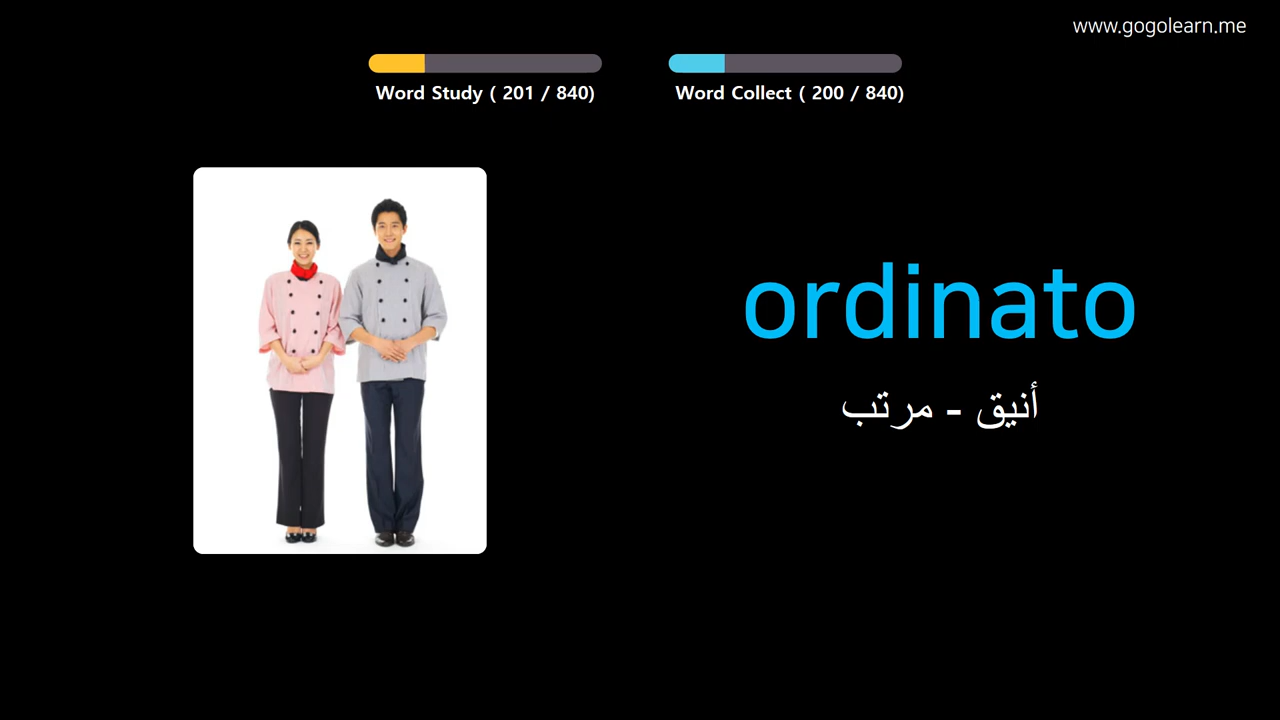 www.gogolearn.me
Word Study ( 201 / 840)
Word Collect ( 200 / 840)
ordinato
أنيق - مرتب